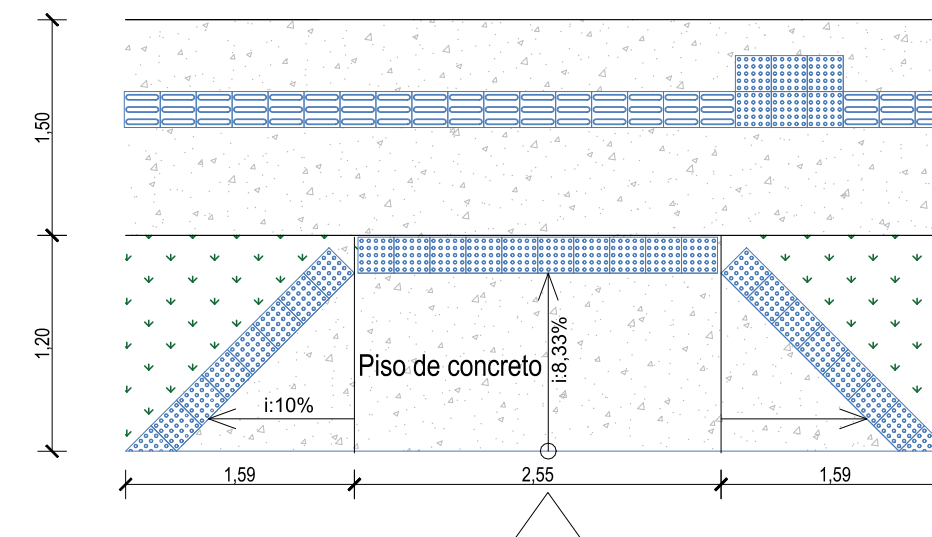 1,50
1,20
Piso de concreto
i:8,33%
i:10%
1,59
2,55
1,59